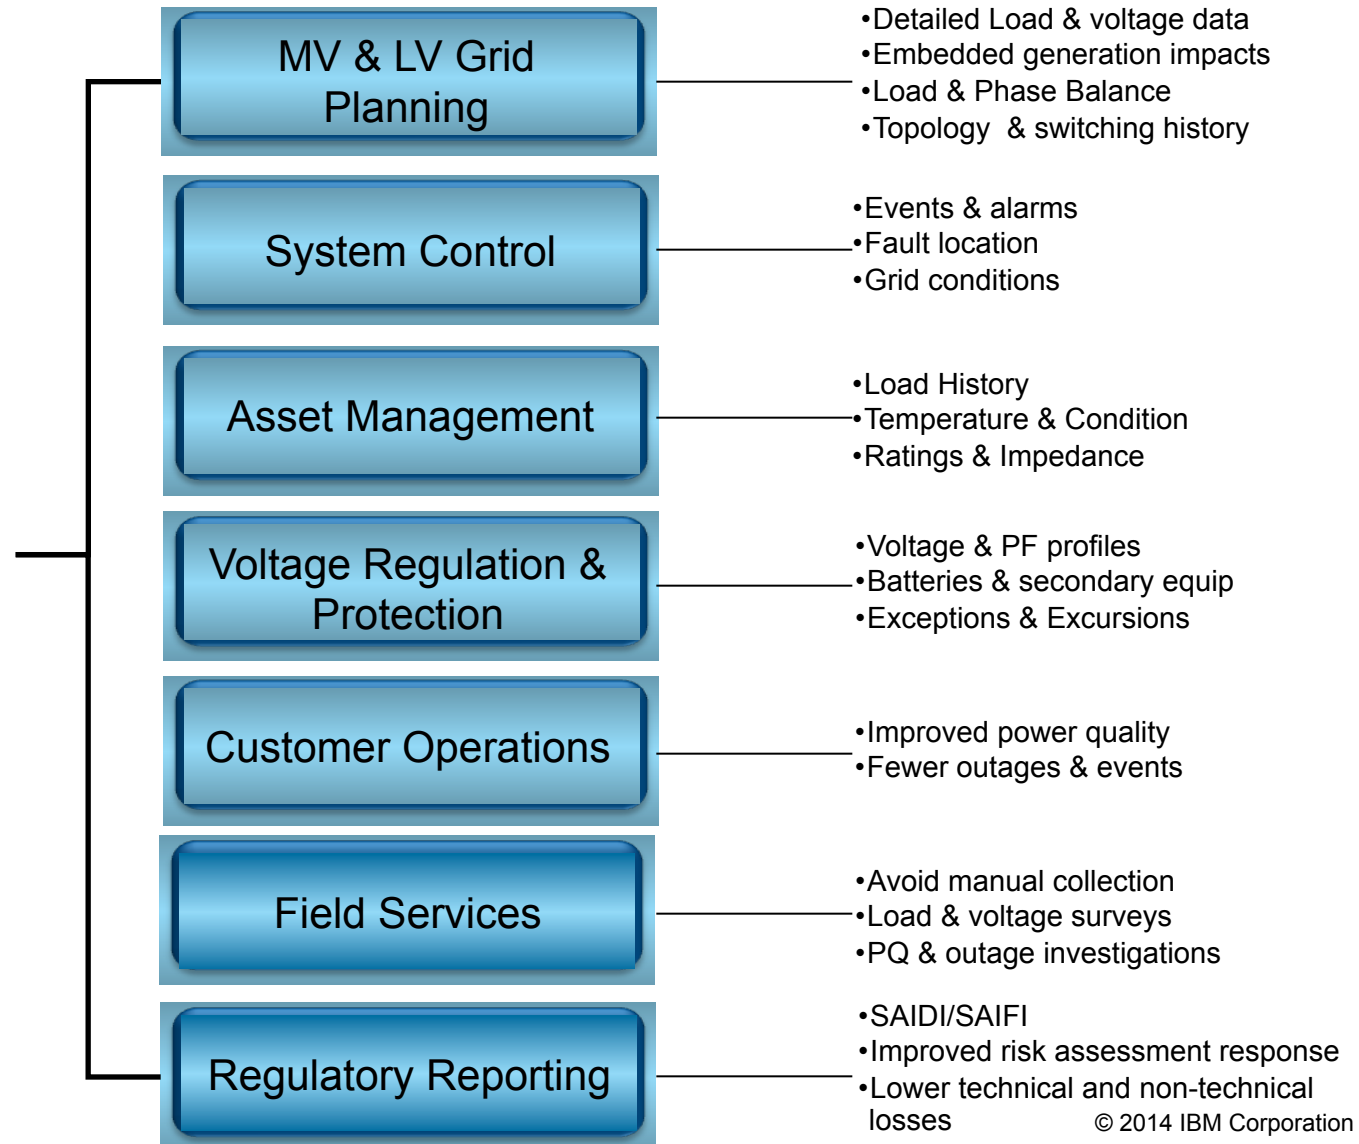 MV & LV Grid
Planning
•Detailed Load & voltage data
•Embedded generation impacts
•Load & Phase Balance
•Topology & switching history
System Control
•Events & alarms
•Fault location
•Grid conditions
Asset Management
•Load History
•Temperature & Condition
•Ratings & Impedance
Voltage Regulation &
Protection
•Voltage & PF profiles
•Batteries & secondary equip
•Exceptions & Excursions
Customer Operations
•Improved power quality
•Fewer outages & events
Field Services
•Avoid manual collection
•Load & voltage surveys
•PQ & outage investigations
Regulatory Reporting
•SAIDI/SAIFI
•Improved risk assessment response
•Lower technical and non-technical
losses
© 2014 IBM Corporation